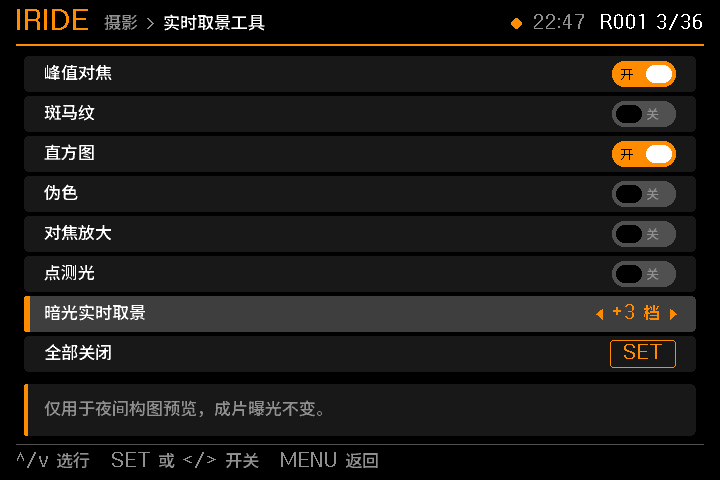 IRIDE 摄影 > 实时取景工具 22:47 R001 3/36
峰值对焦 开
斑马纹 关
直方图 开
伪色 关
对焦放大 关
点测光 关
暗光实时取景 +3 档
全部关闭 SET
仅用于夜间构图预览，成片曝光不变。
^/v 选行 SET 或 </> 开关 MENU 返回